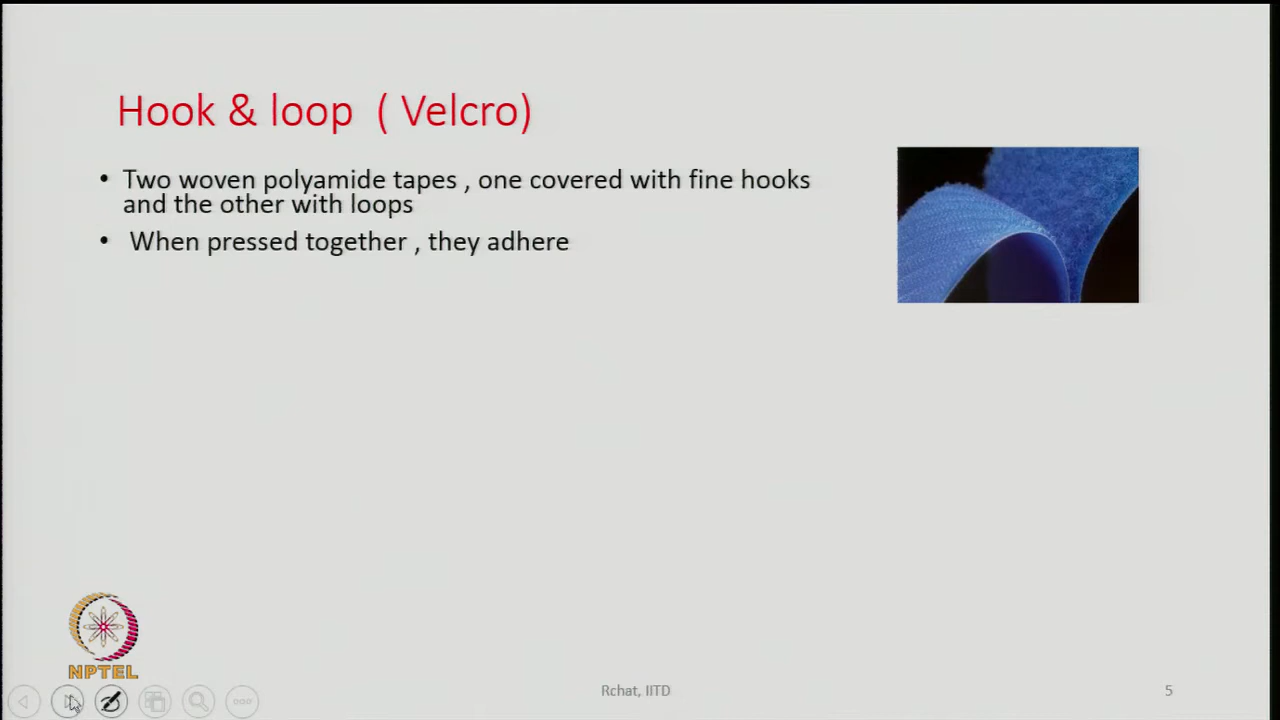 Hook & loop ( Velcro)
• Two woven polyamide tapes , one covered with fine hooks
and the other with loops
• When pressed together , they adhere
NPTEL
Rchat, IITD
5